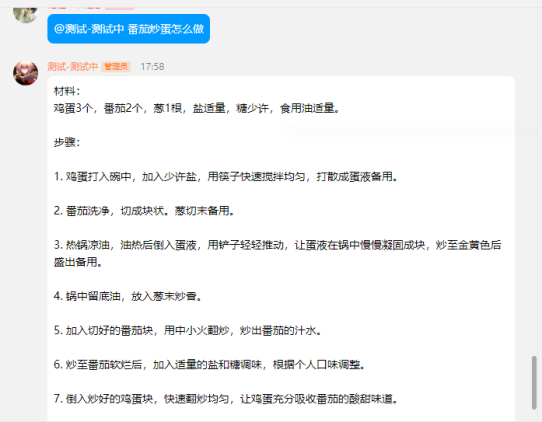 @测试-测试中 番茄炒蛋怎么做
测试-测试中 管理员 17:58
材料：
鸡蛋3个，番茄2个，葱1根，盐适量，糖少许，食用油适量。
步骤：
1. 鸡蛋打入碗中，加入少许盐，用筷子快速搅拌均匀，打散成蛋液备用。
2. 番茄洗净，切成块状。葱切末备用。
3. 热锅凉油，油热后倒入蛋液，用铲子轻轻推动，让蛋液在锅中慢慢凝固成块，炒至金黄色后
盛出备用。
4. 锅中留底油，放入葱末炒香。
5. 加入切好的番茄块，用中小火翻炒，炒出番茄的汁水。
6. 炒至番茄软烂后，加入适量的盐和糖调味，根据个人口味调整。
7. 倒入炒好的鸡蛋块，快速翻炒均匀，让鸡蛋充分吸收番茄的酸甜味道。